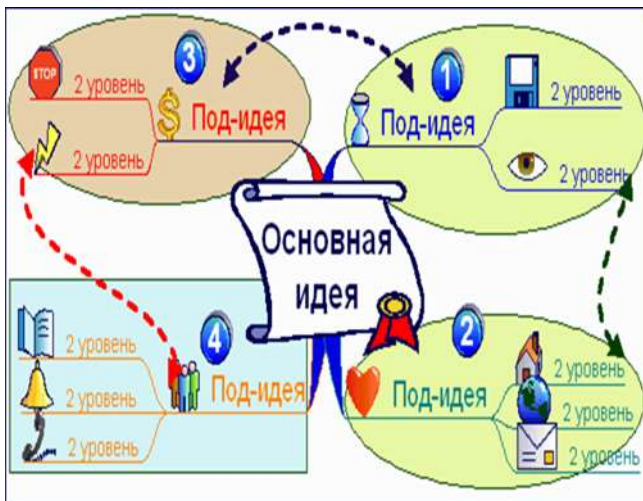 3
STOP
2 уровень
Под-идея
2 уровень
1
Под-идея
2 уровень
2 уровень
Основная
идея
4
2 уровень
2 уровень
Под-идея
2 уровень
2
2 уровень
Под-идея
2 уровень
2 уровень